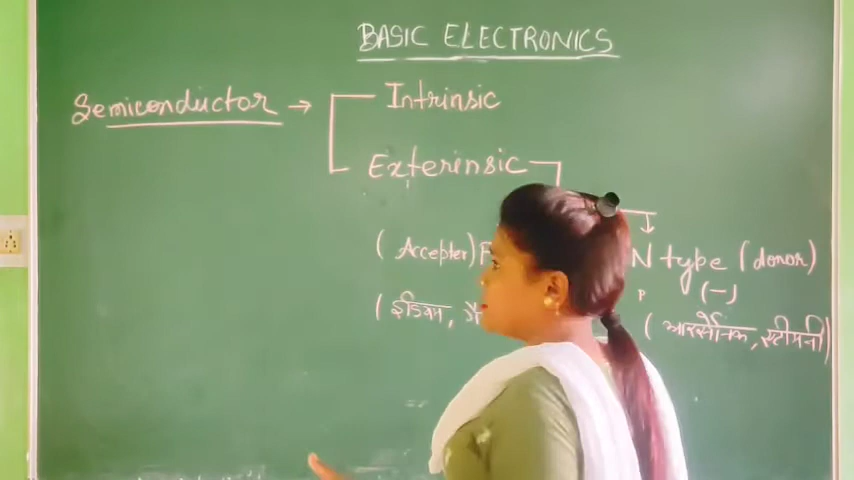 BASIC ELECTRONICS
Semiconductor → Intrinsic
Exterinsic
(Accepter) P N type (donor)
(-)
(इंडियम, (आरसेनिक, एंटीमनी)